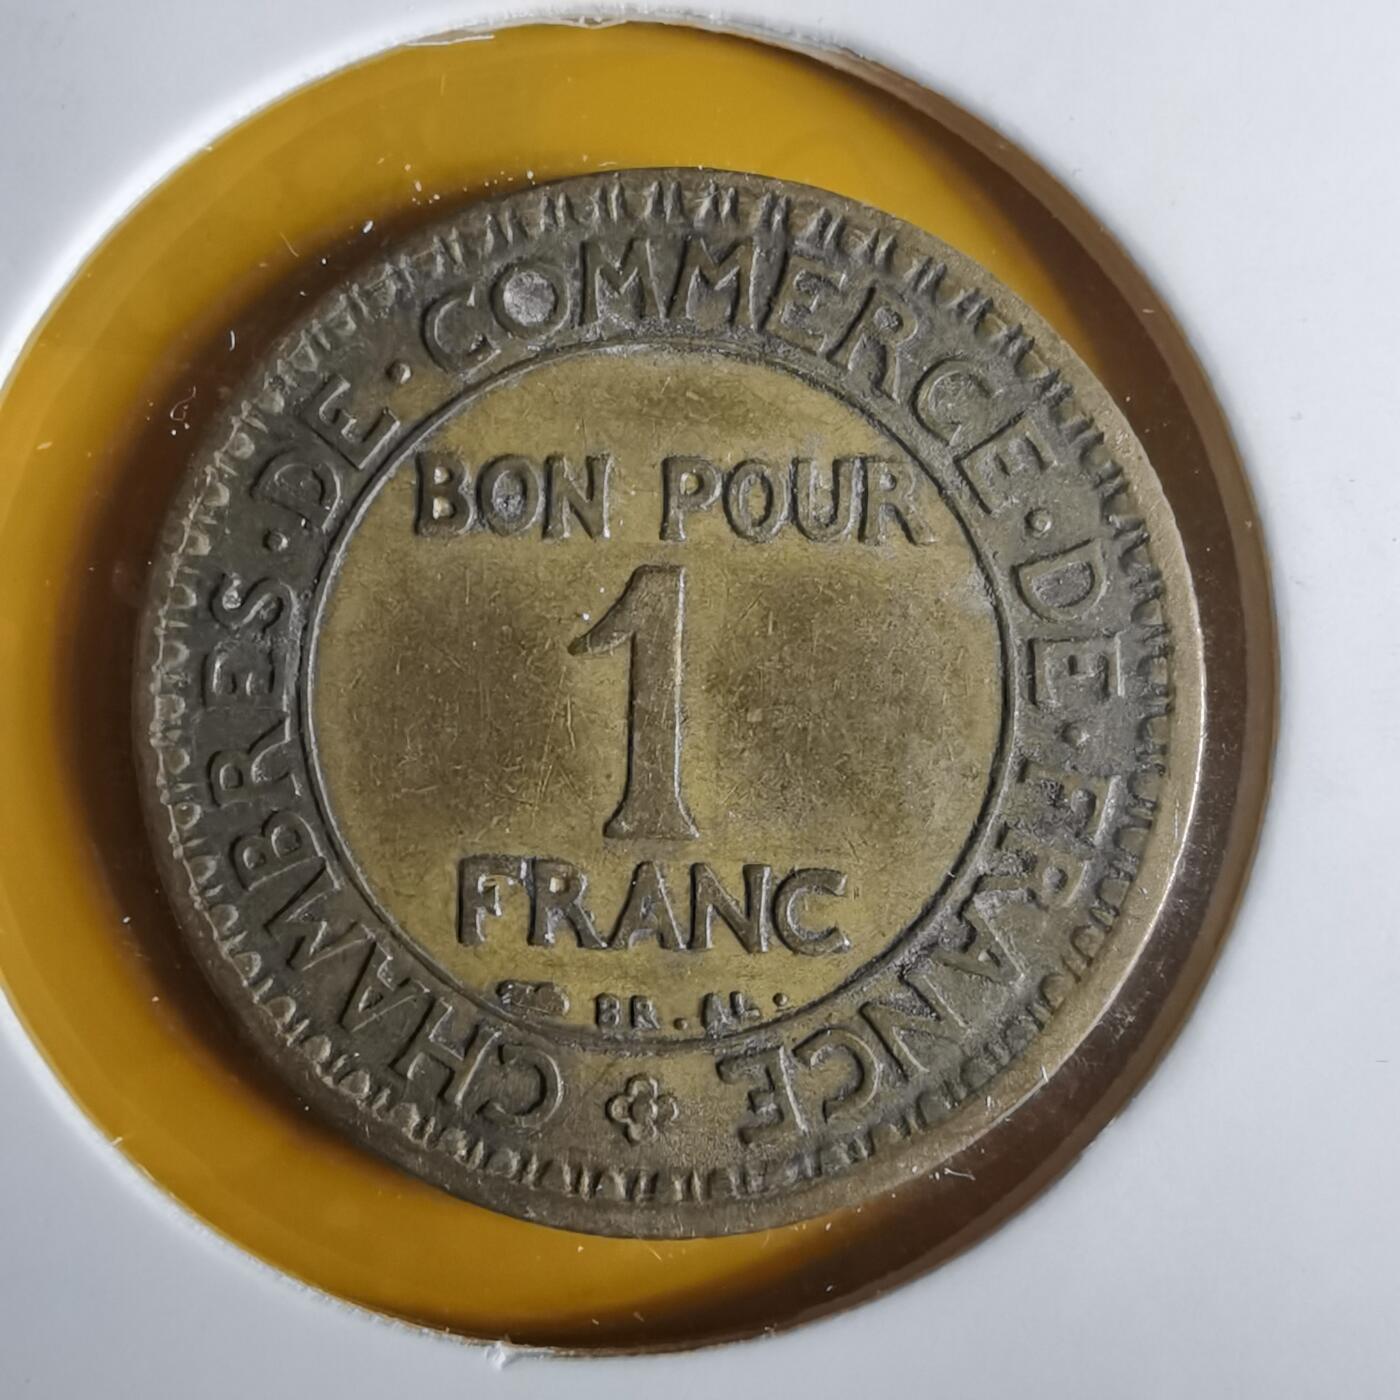 CHAMBRES · DE · COMMERCE · DE · FRANCE
BON POUR
1
FRANC
BR. AL.